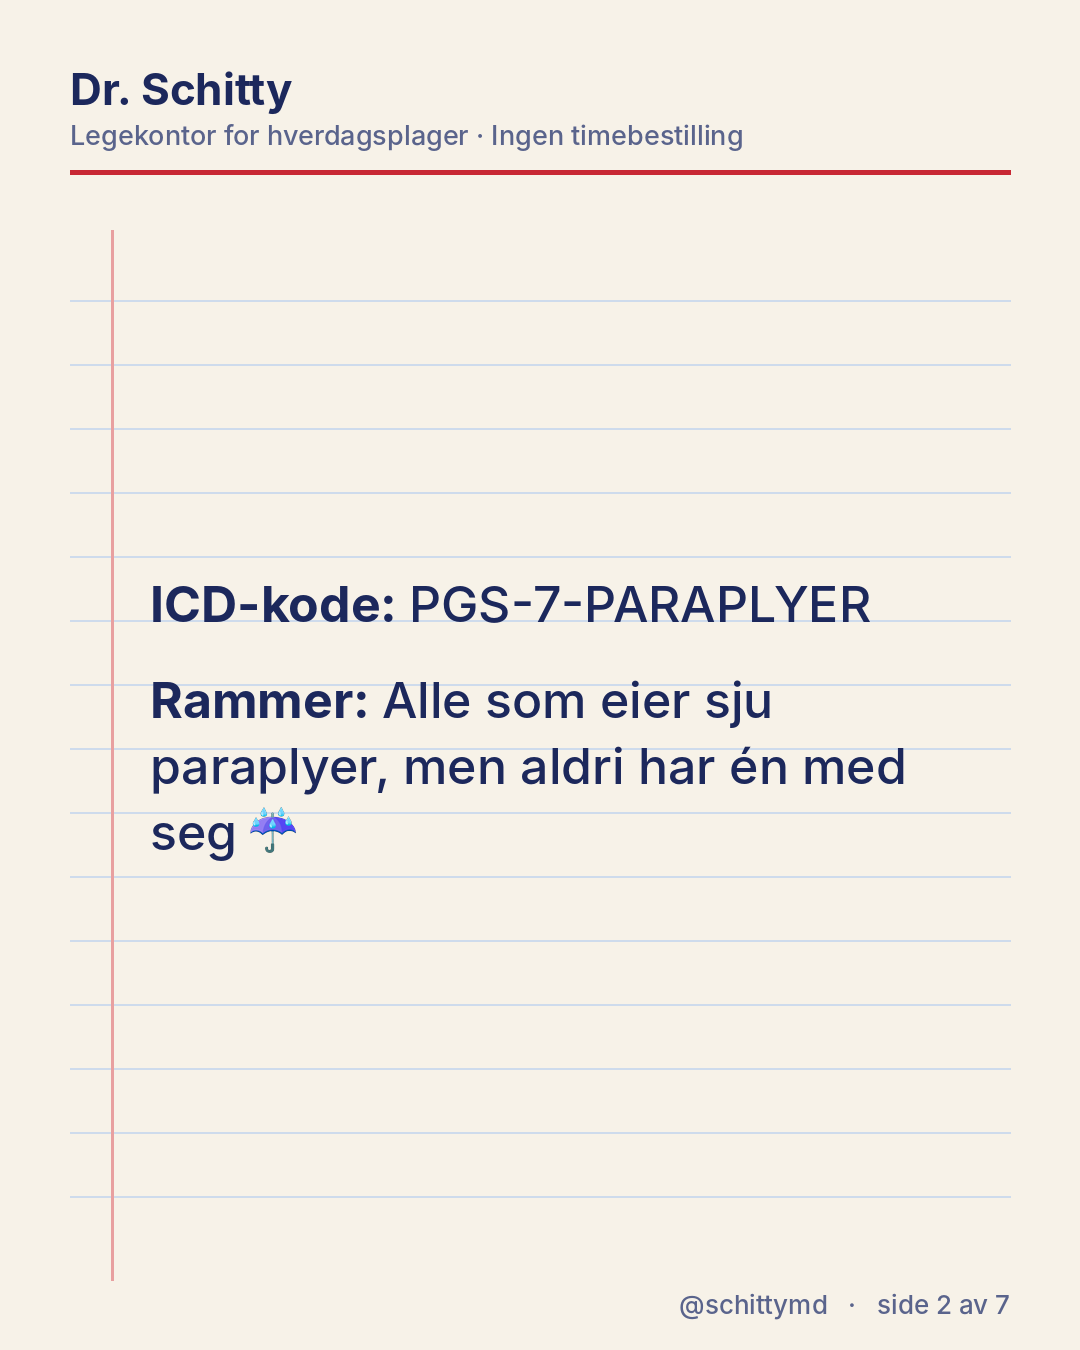 Dr. Schitty
Legekontor for hverdagsplager · Ingen timebestilling
ICD-kode: PGS-7-PARAPLYER
Rammer: Alle som eier sju
paraplyer, men aldri har én med
seg ☔
@schittymd · side 2 av 7